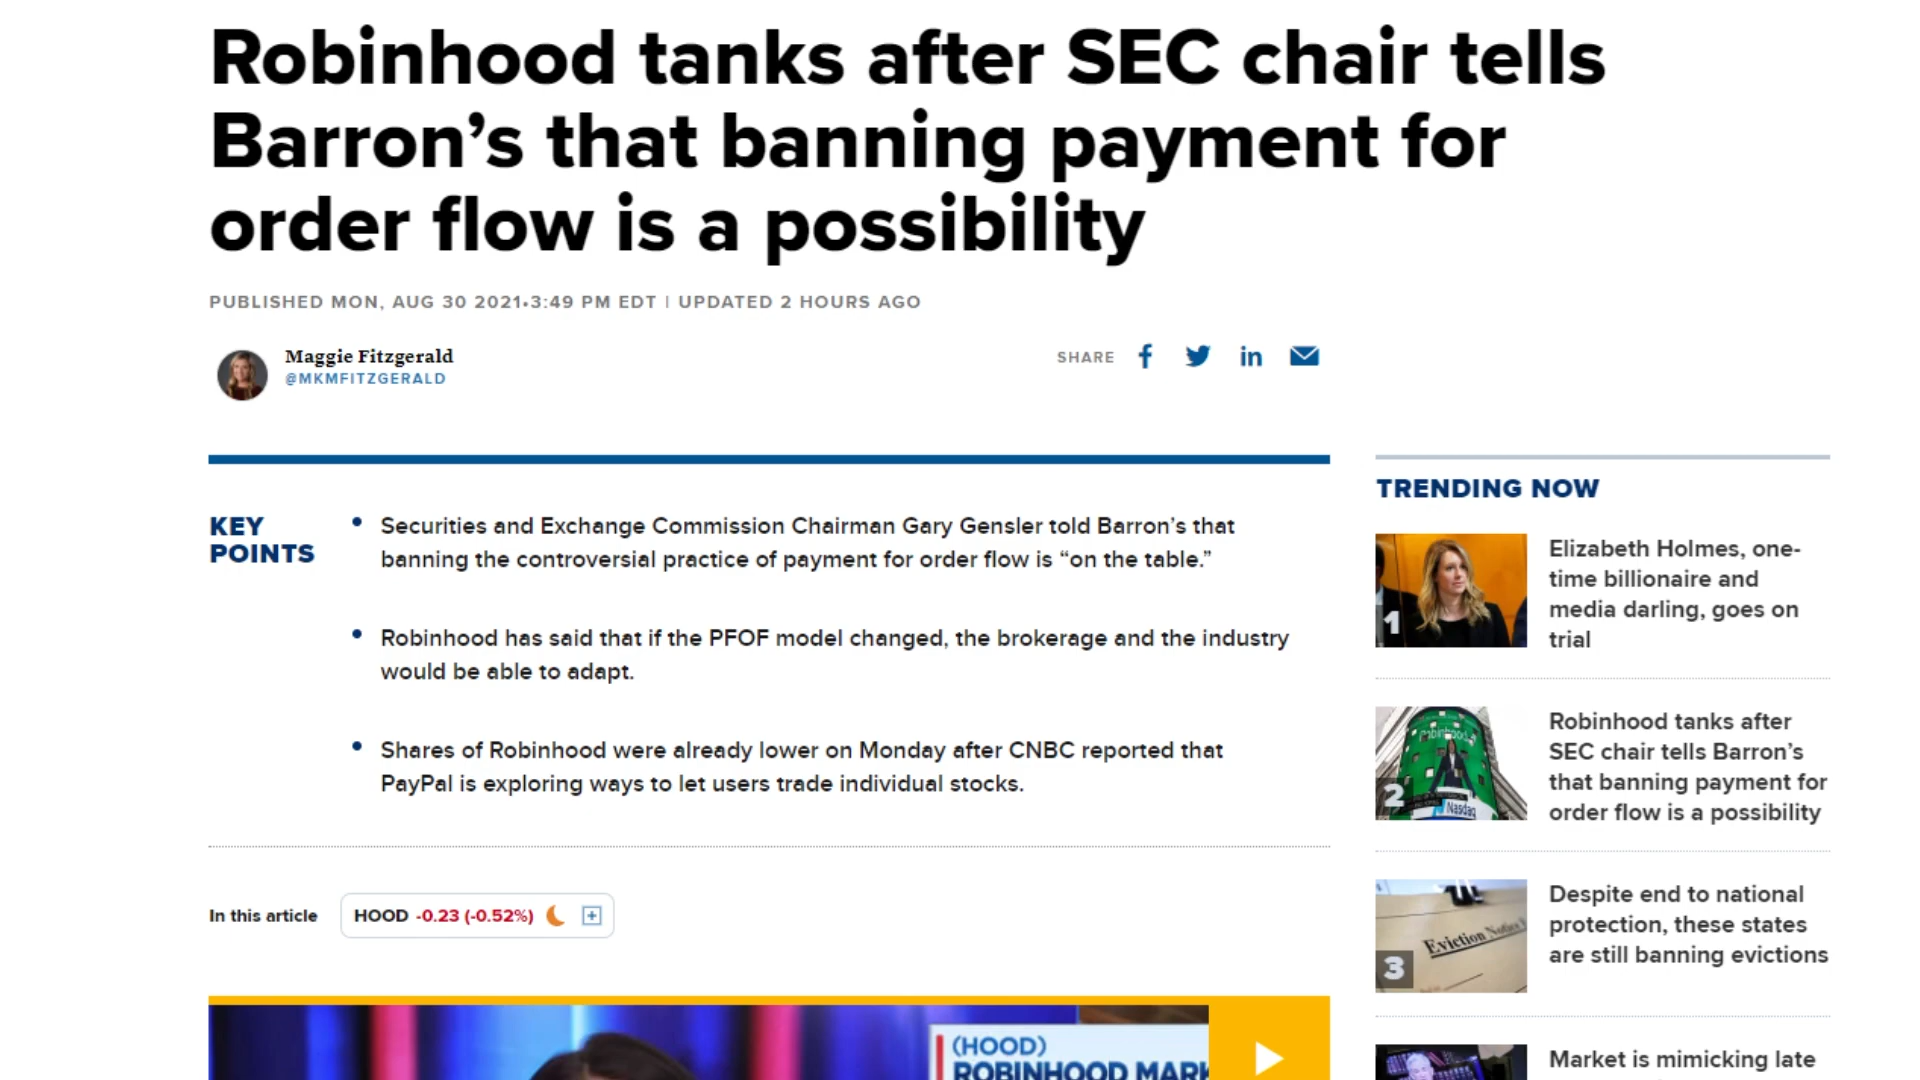 Robinhood tanks after SEC chair tells
Barron’s that banning payment for
order flow is a possibility
PUBLISHED MON, AUG 30 2021•3:49 PM EDT | UPDATED 2 HOURS AGO
Maggie Fitzgerald
@MKMFITZGERALD
SHARE
KEY
POINTS
Securities and Exchange Commission Chairman Gary Gensler told Barron’s that
banning the controversial practice of payment for order flow is “on the table.”
Robinhood has said that if the PFOF model changed, the brokerage and the industry
would be able to adapt.
Shares of Robinhood were already lower on Monday after CNBC reported that
PayPal is exploring ways to let users trade individual stocks.
In this article
HOOD -0.23 (-0.52%)
(HOOD)
ROBINHOOD MARK
TRENDING NOW
1
Elizabeth Holmes, one-
time billionaire and
media darling, goes on
trial
Robinhood
Nasdaq
2
Robinhood tanks after
SEC chair tells Barron’s
that banning payment for
order flow is a possibility
Eviction Notice
3
Despite end to national
protection, these states
are still banning evictions
Market is mimicking late